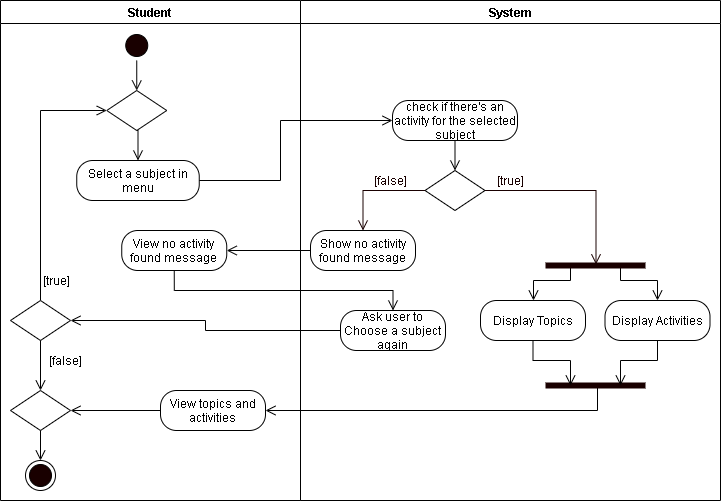 Student
System
check if there's an
activity for the selected
subject
Select a subject in
menu
[false]
[true]
View no activity
found message
Show no activity
found message
[true]
Ask user to
Choose a subject
again
Display Topics
Display Activities
[false]
View topics and
activities